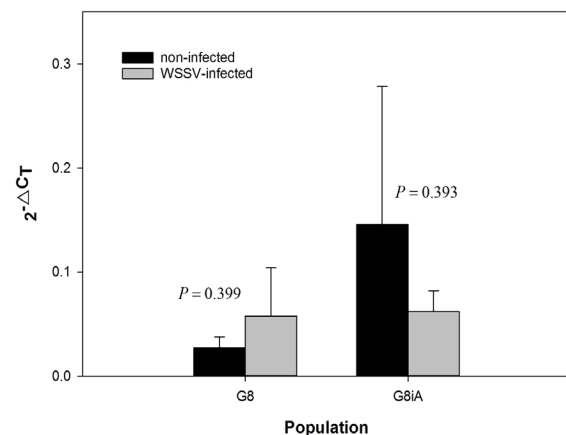 non-infected
WSSV-infected
0.3
0.2
0.1
0.0
2-△CT
P = 0.399
P = 0.393
G8
G8iA
Population